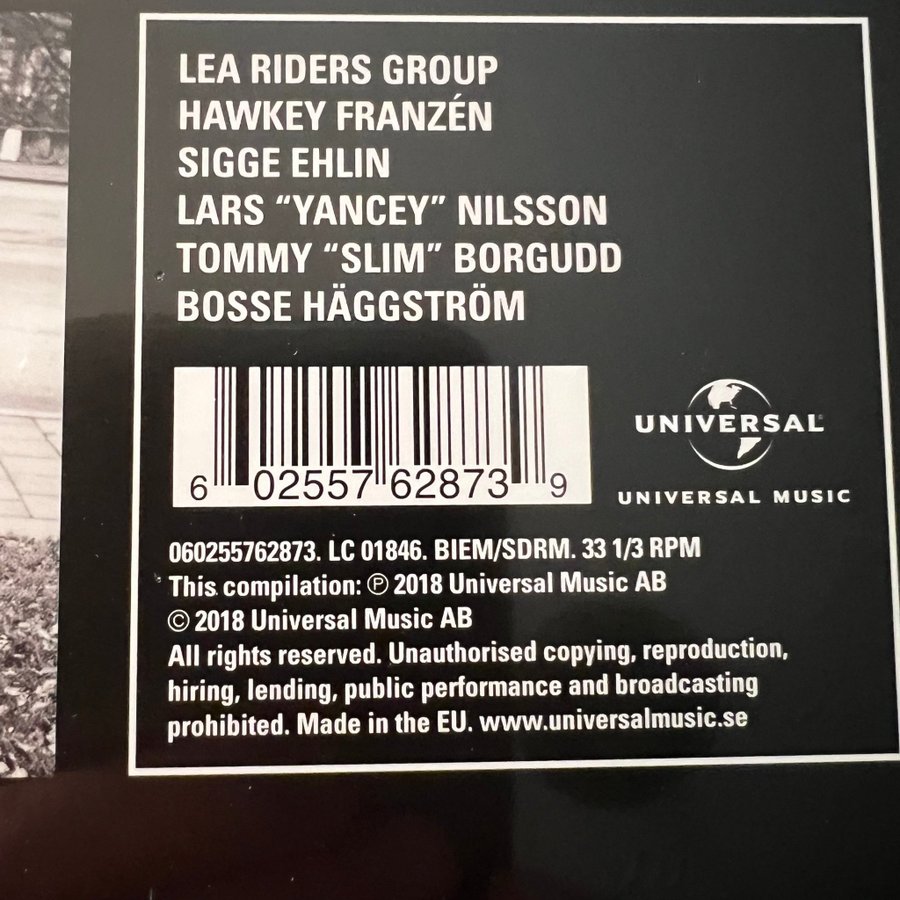 LEA RIDERS GROUP
HAWKEY FRANZÉN
SIGGE EHLIN
LARS “YANCEY” NILSSON
TOMMY “SLIM” BORGUDD
BOSSE HÄGGSTRÖM
6 02557 62873 9
UNIVERSAL
UNIVERSAL MUSIC
060255762873. LC 01846. BIEM/SDRM. 33 1/3 RPM
This compilation: ℗ 2018 Universal Music AB
© 2018 Universal Music AB
All rights reserved. Unauthorised copying, reproduction,
hiring, lending, public performance and broadcasting
prohibited. Made in the EU. www.universalmusic.se